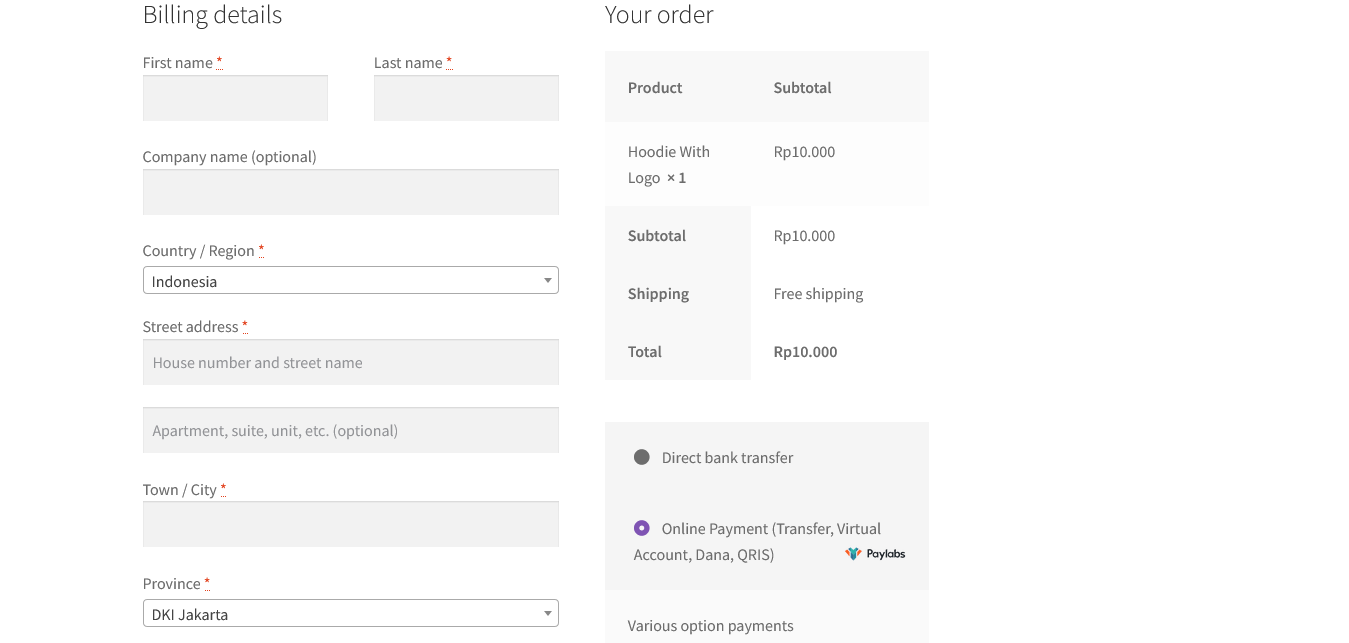 Billing details
First name *
Last name *
Company name (optional)
Country / Region *
Indonesia
Street address *
House number and street name
Apartment, suite, unit, etc. (optional)
Town / City *
Province *
DKI Jakarta
Your order
Product Subtotal
Hoodie With Rp10.000
Logo × 1
Subtotal Rp10.000
Shipping Free shipping
Total Rp10.000
Direct bank transfer
Online Payment (Transfer, Virtual
Account, Dana, QRIS) Paylabs
Various option payments